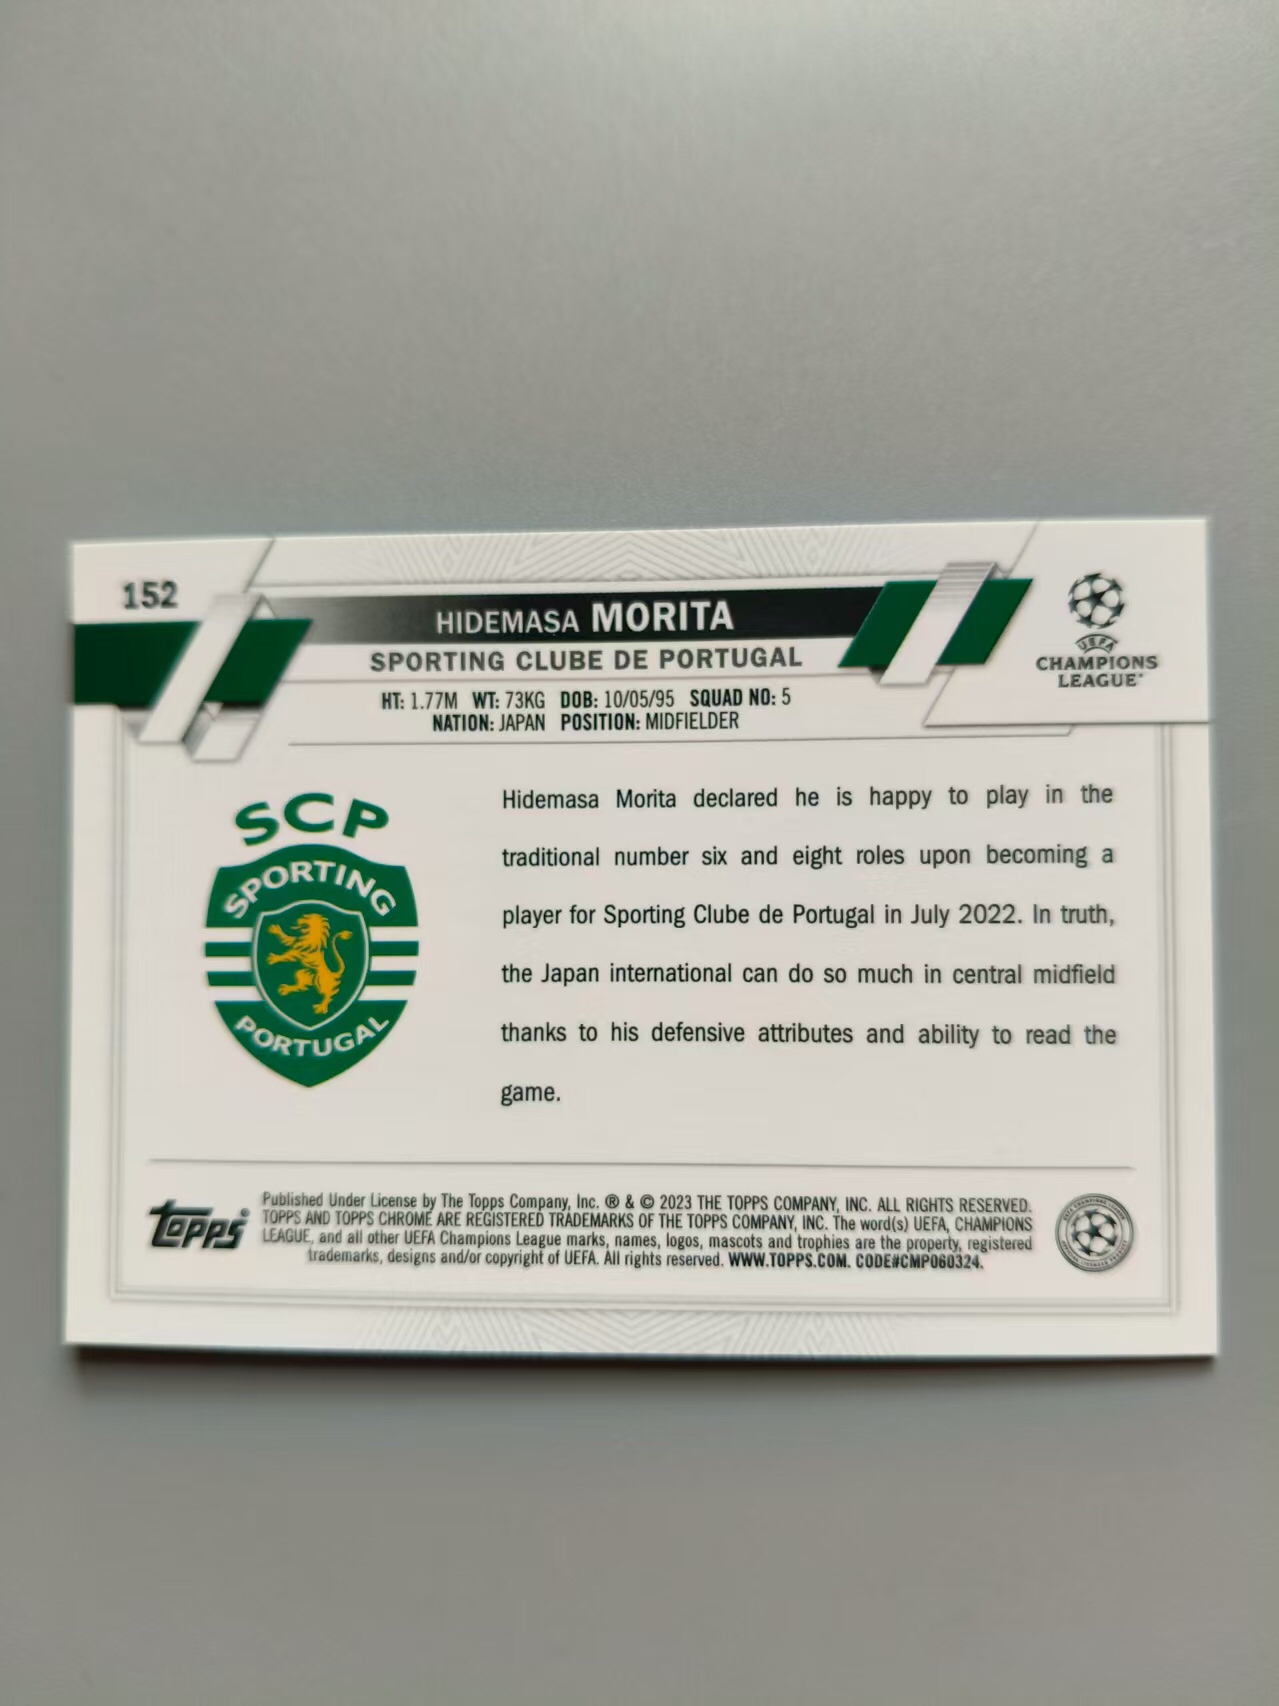 152
HIDEMASA MORITA
SPORTING CLUBE DE PORTUGAL
HT: 1.77M WT: 73KG DOB: 10/05/95 SQUAD NO: 5
NATION: JAPAN POSITION: MIDFIELDER
UEFA
CHAMPIONS
LEAGUE
SCP
SPORTING
PORTUGAL
Hidemasa Morita declared he is happy to play in the
traditional number six and eight roles upon becoming a
player for Sporting Clube de Portugal in July 2022. In truth,
the Japan international can do so much in central midfield
thanks to his defensive attributes and ability to read the
game.
topps
Published Under License by The Topps Company, Inc. ® & © 2023 THE TOPPS COMPANY, INC. ALL RIGHTS RESERVED.
TOPPS AND TOPPS CHROME ARE REGISTERED TRADEMARKS OF THE TOPPS COMPANY, INC. The word(s) UEFA, CHAMPIONS
LEAGUE, and all other UEFA Champions League marks, names, logos, mascots and trophies are the property, registered
trademarks, designs and/or copyright of UEFA. All rights reserved. WWW.TOPPS.COM. CODE#CMP060324.